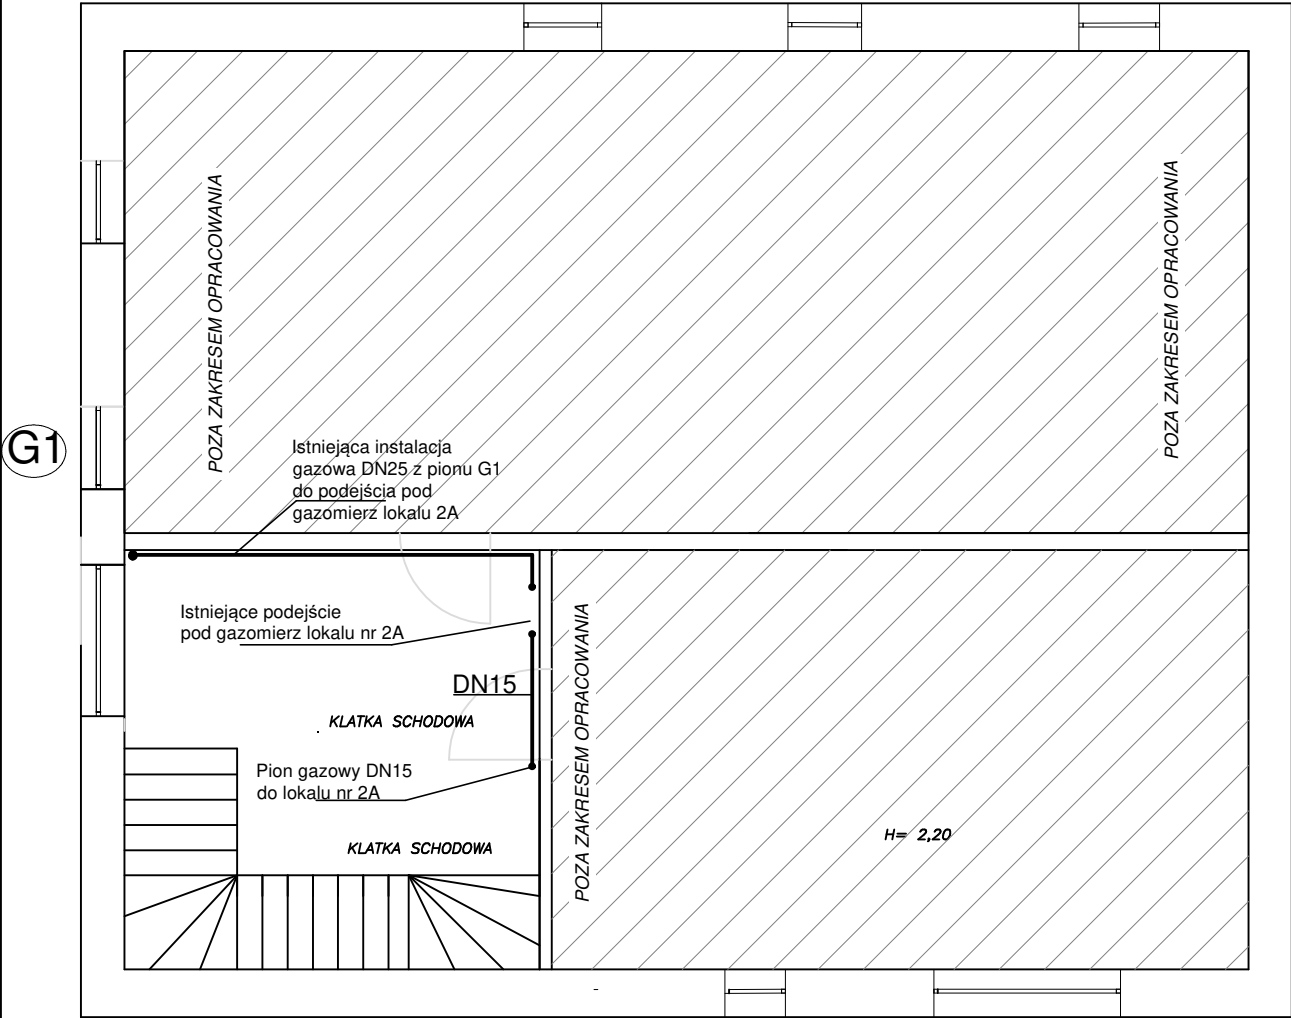 POZA ZAKRESEM OPRACOWANIA
POZA ZAKRESEM OPRACOWANIA
G1
Istniejąca instalacja
gazowa DN25 z pionu G1
do podejścia pod
gazomierz lokalu 2A
Istniejące podejście
pod gazomierz lokalu nr 2A
POZA ZAKRESEM OPRACOWANIA
DN15
KLATKA SCHODOWA
Pion gazowy DN15
do lokalu nr 2A
H= 2,20
KLATKA SCHODOWA